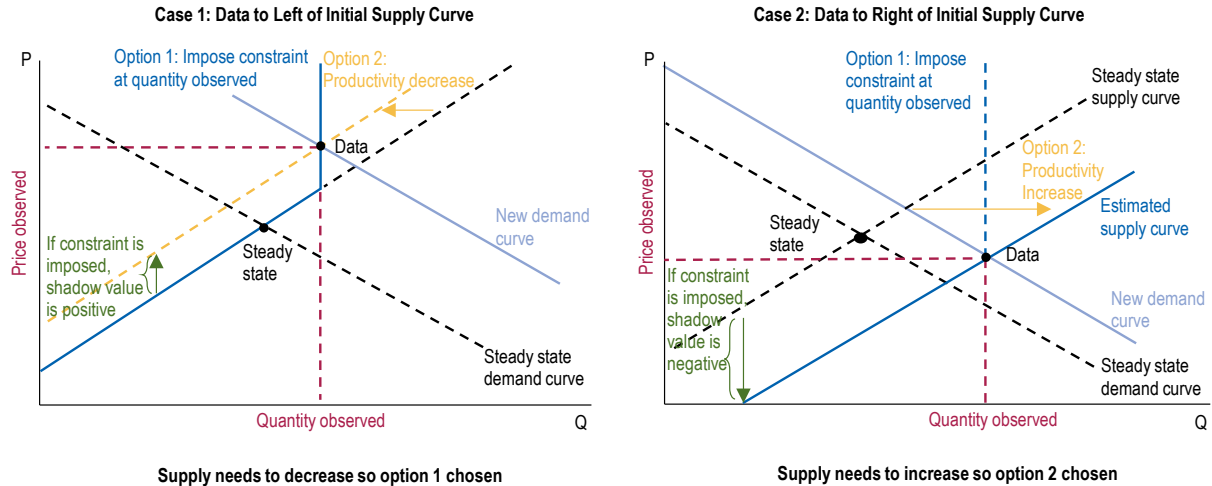 Case 1: Data to Left of Initial Supply Curve
P
Option 1: Impose constraint
at quantity observed
Option 2:
Productivity decrease
Data
Price observed
New demand
curve
Steady
state
If constraint is
imposed,
shadow value
is positive
Steady state
demand curve
Quantity observed
Q
Supply needs to decrease so option 1 chosen
Case 2: Data to Right of Initial Supply Curve
P
Option 1: Impose
constraint at
quantity observed
Steady state
supply curve
Option 2:
Productivity
Increase
Estimated
supply curve
Steady
state
Price observed
Data
If constraint
is imposed,
shadow
value is
negative
New demand
curve
Steady state
demand curve
Quantity observed
Q
Supply needs to increase so option 2 chosen